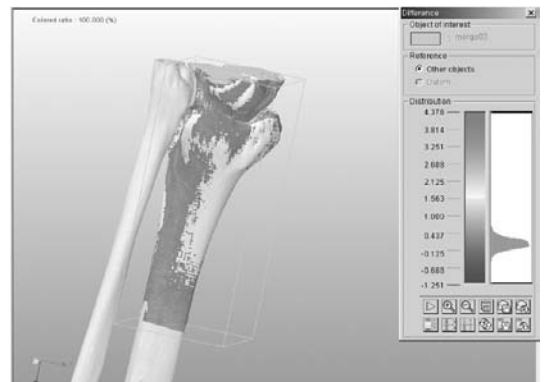 Colored ratio : 100.000 (%)
Difference
Object of interest
: merge03
Reference
Other objects
Datum
Distribution
4.376
3.814
3.251
2.688
2.125
1.563
1.000
0.437
-0.125
-0.688
-1.251